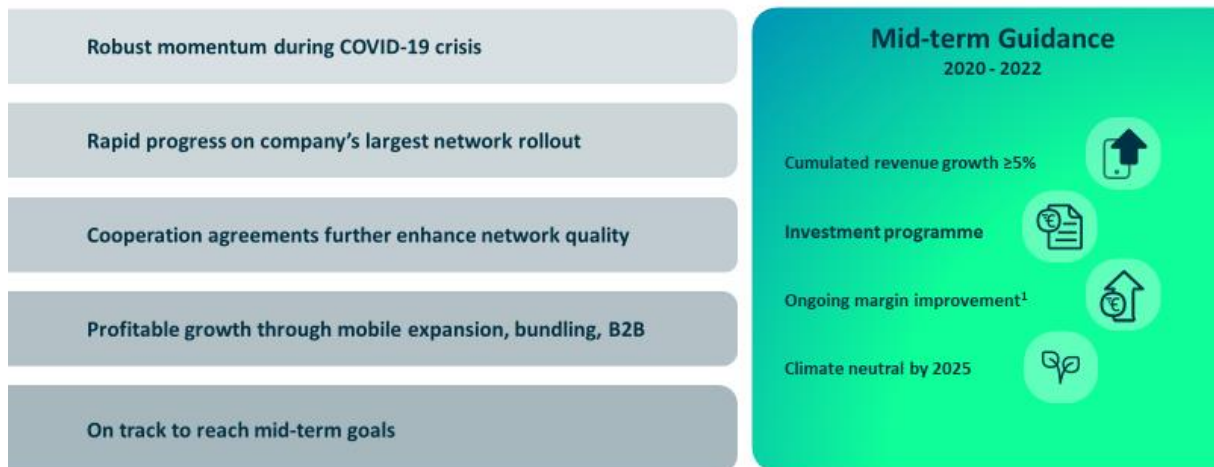 Robust momentum during COVID-19 crisis
Rapid progress on company's largest network rollout
Cooperation agreements further enhance network quality
Profitable growth through mobile expansion, bundling, B2B
On track to reach mid-term goals
Mid-term Guidance
2020 - 2022
Cumulated revenue growth ≥5%
Investment programme
Ongoing margin improvement¹
Climate neutral by 2025